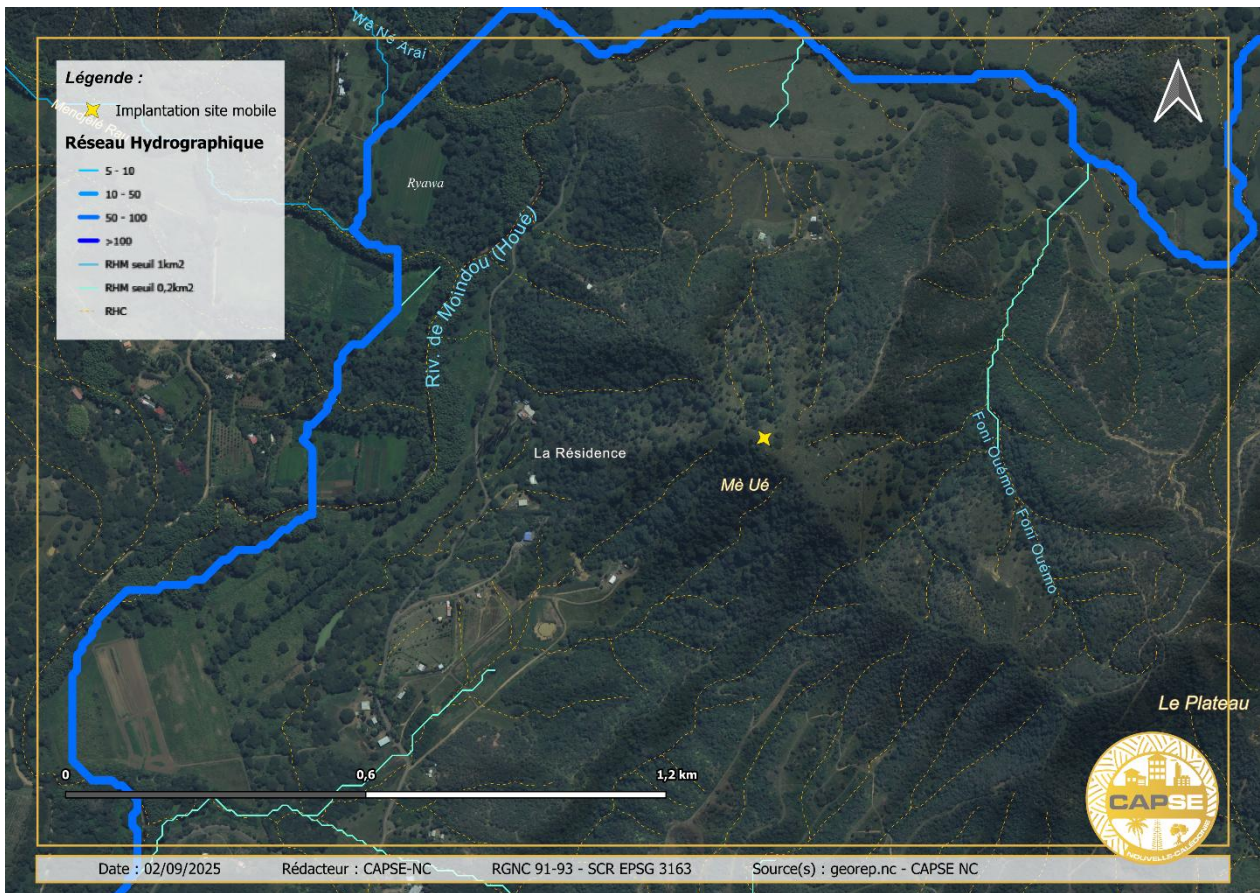 Wê Né Arai
Légende :
Implantation site mobile
Mendjélé
Réseau Hydrographique
5 - 10
10 - 50
50 - 100
>100
RHM seuil 1km2
RHM seuil 0,2km2
RHC
Ryawa
Riv. de Moindou (Houé)
La Résidence
Mè Ué
Foni Ouémo
Foni Ouémo
Le Plateau
0
0,6
1,2 km
CAPSE
NOUVELLE-CALÉDONIE
Date : 02/09/2025
Rédacteur : CAPSE-NC
RGNC 91-93 - SCR EPSG 3163
Source(s) : georep.nc - CAPSE NC